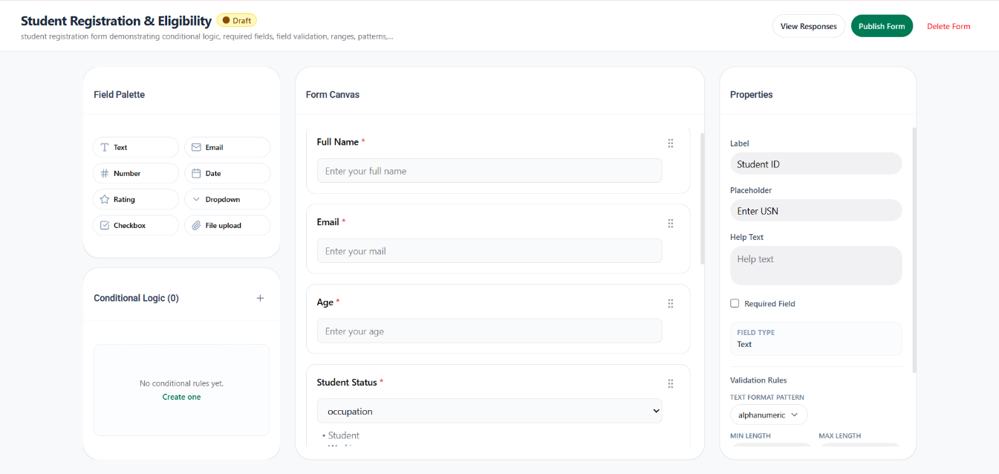 Student Registration & Eligibility Draft
student registration form demonstrating conditional logic, required fields, field validation, ranges, patterns,...
View Responses
Publish Form
Delete Form
Field Palette
Text
Email
Number
Date
Rating
Dropdown
Checkbox
File upload
Conditional Logic (0)
No conditional rules yet.
Create one
Form Canvas
Full Name *
Enter your full name
Email *
Enter your mail
Age *
Enter your age
Student Status *
occupation
• Student
Properties
Label
Student ID
Placeholder
Enter USN
Help Text
Help text
Required Field
FIELD TYPE
Text
Validation Rules
TEXT FORMAT PATTERN
alphanumeric
MIN LENGTH
MAX LENGTH